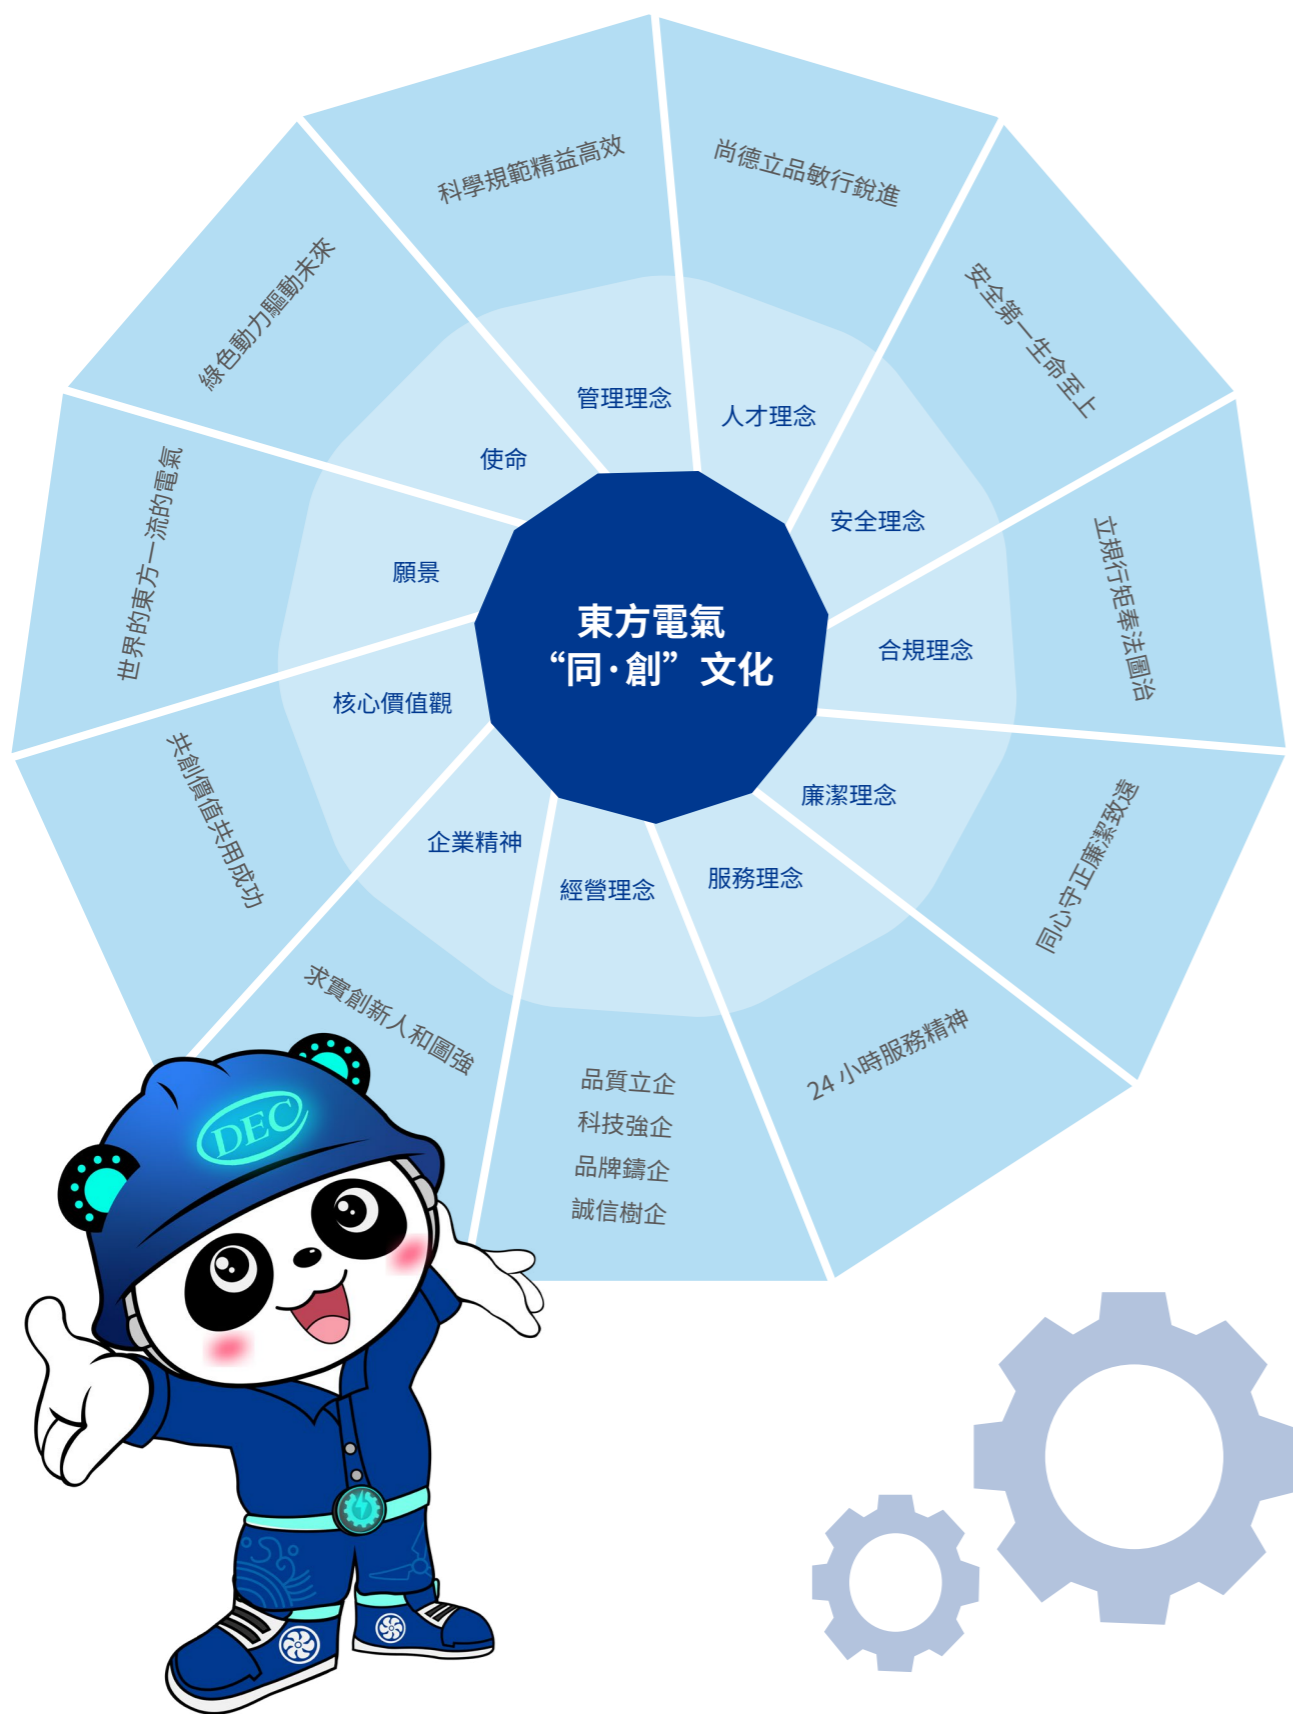 科學規範精益高效
尚德立品敏行銳進
安全第一生命至上
綠色動力驅動未來
管理理念
人才理念
使命
安全理念
世界的東方一流的電氣
願景
立規行矩奉法圖治
東方電氣
“同·創”文化
合規理念
核心價值觀
共創價值共用成功
廉潔理念
同心守正廉潔致遠
企業精神
經營理念
服務理念
求實創新人和圖強
24 小時服務精神
品質立企
科技強企
品牌鑄企
誠信樹企
DEC